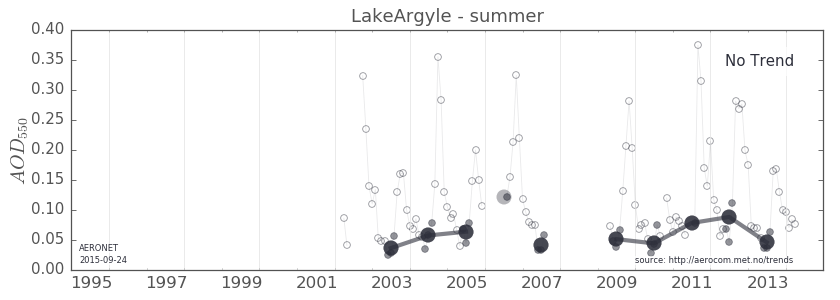 LakeArgyle - summer
No Trend
AOD550
0.40
0.35
0.30
0.25
0.20
0.15
0.10
0.05
0.00
AERONET
2015-09-24
source: http://aerocom.met.no/trends
1995 1997 1999 2001 2003 2005 2007 2009 2011 2013